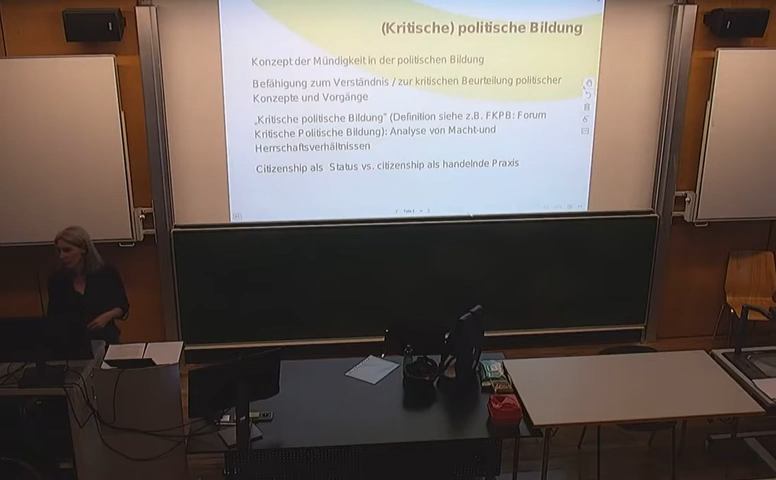 (Kritische) politische Bildung
Konzept der Mündigkeit in der politischen Bildung
Befähigung zum Verständnis / zur kritischen Beurteilung politischer
Konzepte und Vorgänge
„Kritische politische Bildung" (Definition siehe z.B. FKPB: Forum
Kritische Politische Bildung): Analyse von Macht-und
Herrschaftsverhältnissen
Citizenship als Status vs. citizenship als handelnde Praxis